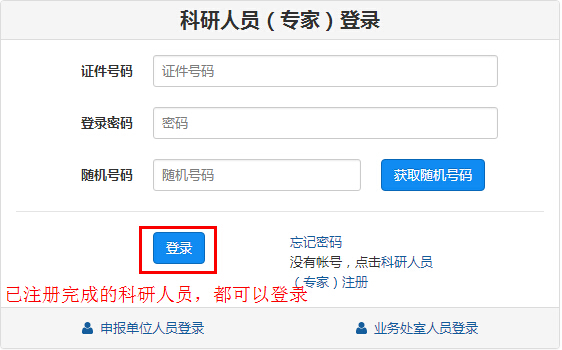 科研人员（专家）登录
证件号码 证件号码
登录密码 密码
随机号码 随机号码 获取随机号码
登录 忘记密码
没有帐号，点击科研人员
（专家）注册
已注册完成的科研人员，都可以登录
申报单位人员登录 业务处室人员登录